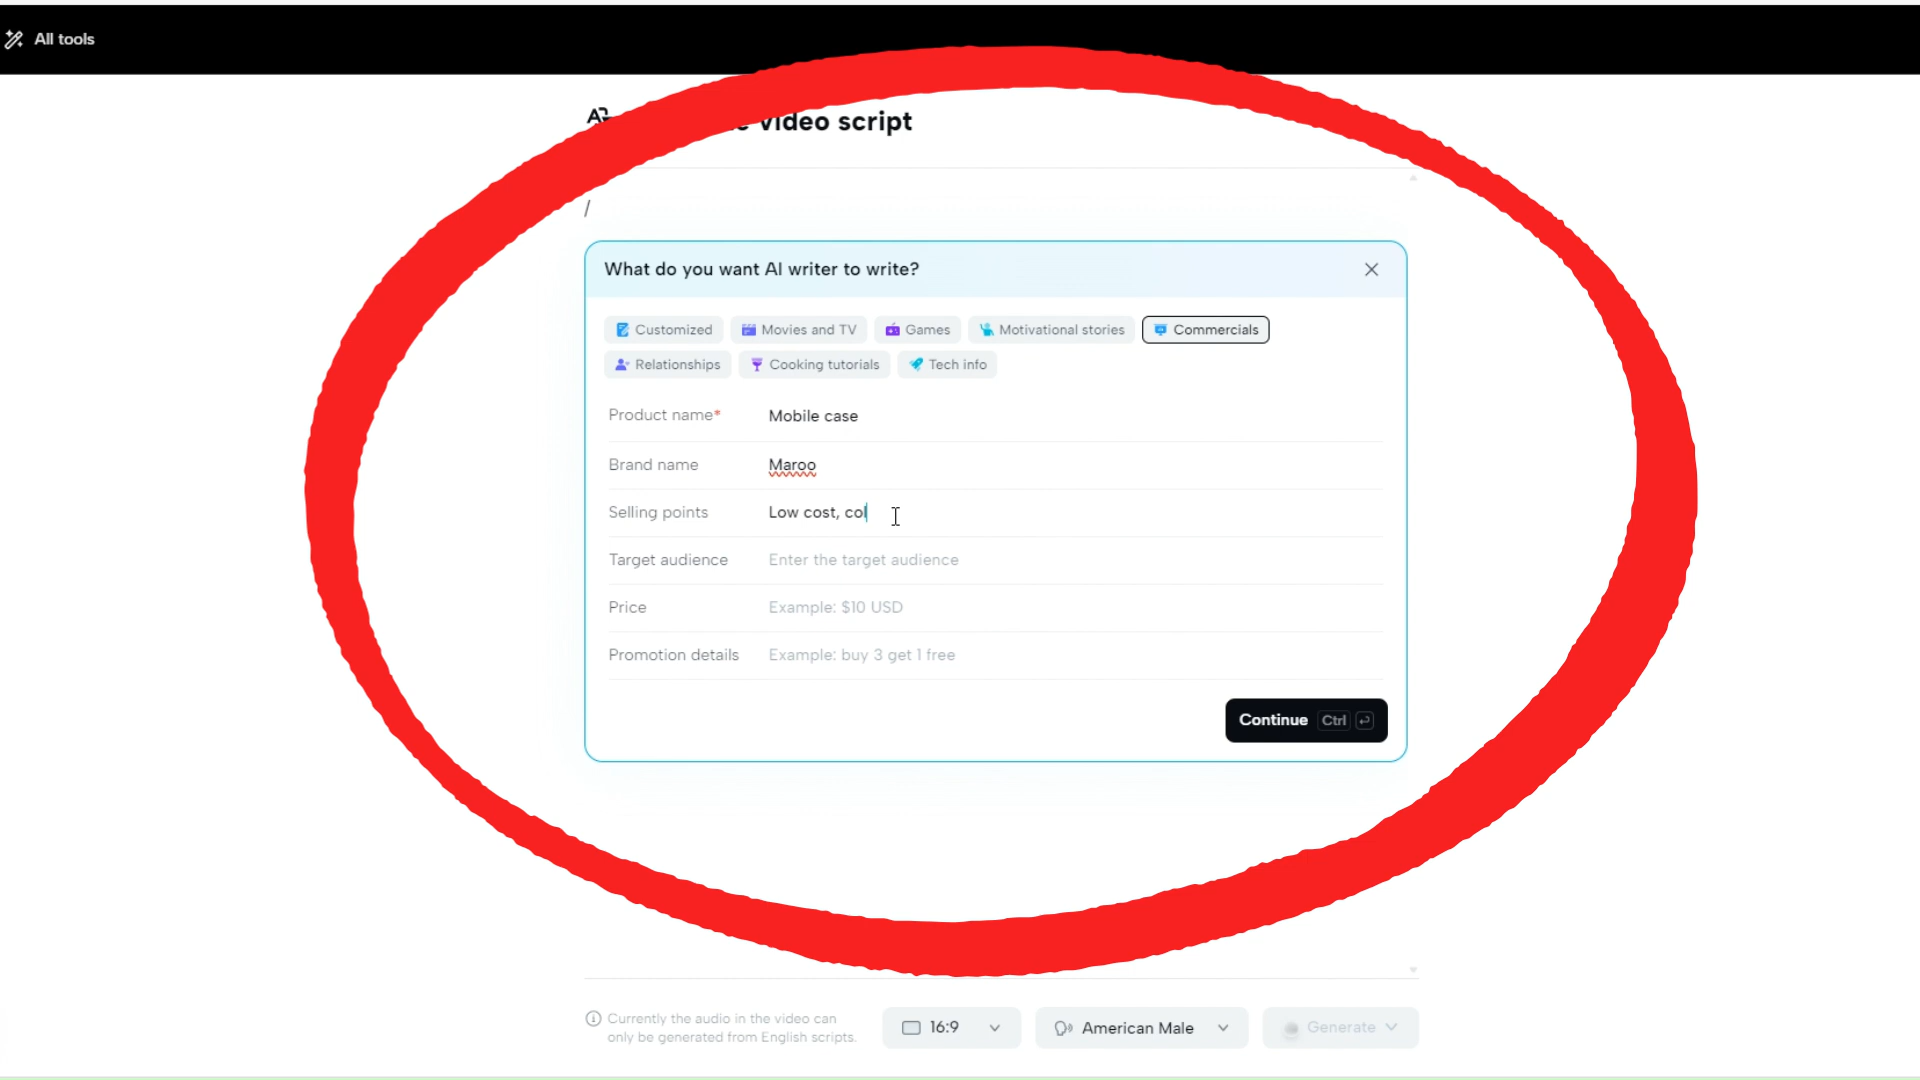 All tools
video script
/
What do you want AI writer to write?
Customized
Movies and TV
Games
Motivational stories
Commercials
Relationships
Cooking tutorials
Tech info
Product name* Mobile case
Brand name Maroo
Selling points Low cost, col
Target audience Enter the target audience
Price Example: $10 USD
Promotion details Example: buy 3 get 1 free
Continue Ctrl
Currently the audio in the video can
only be generated from English scripts.
16:9
American Male
Generate